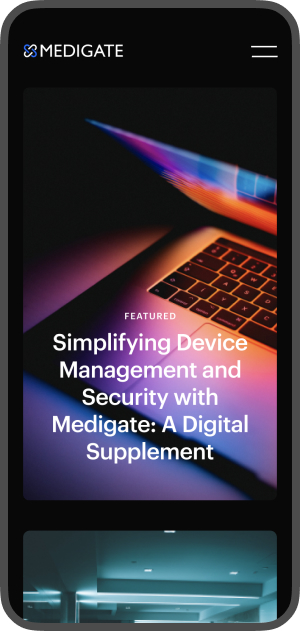 MEDIGATE
FEATURED
Simplifying Device
Management and
Security with
Medigate: A Digital
Supplement